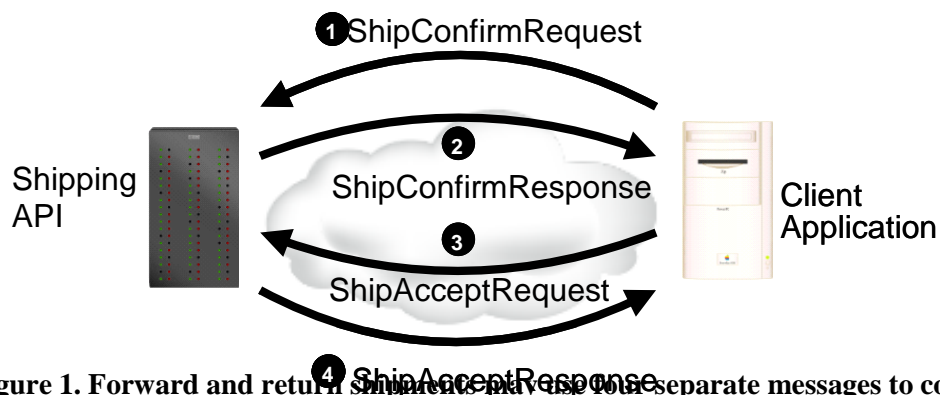 1 ShipConfirmRequest
2
ShipConfirmResponse
Shipping
API
Client
Application
3
ShipAcceptRequest
4 ShipAcceptResponse
gure 1. Forward and return shipments may use four separate messages to co